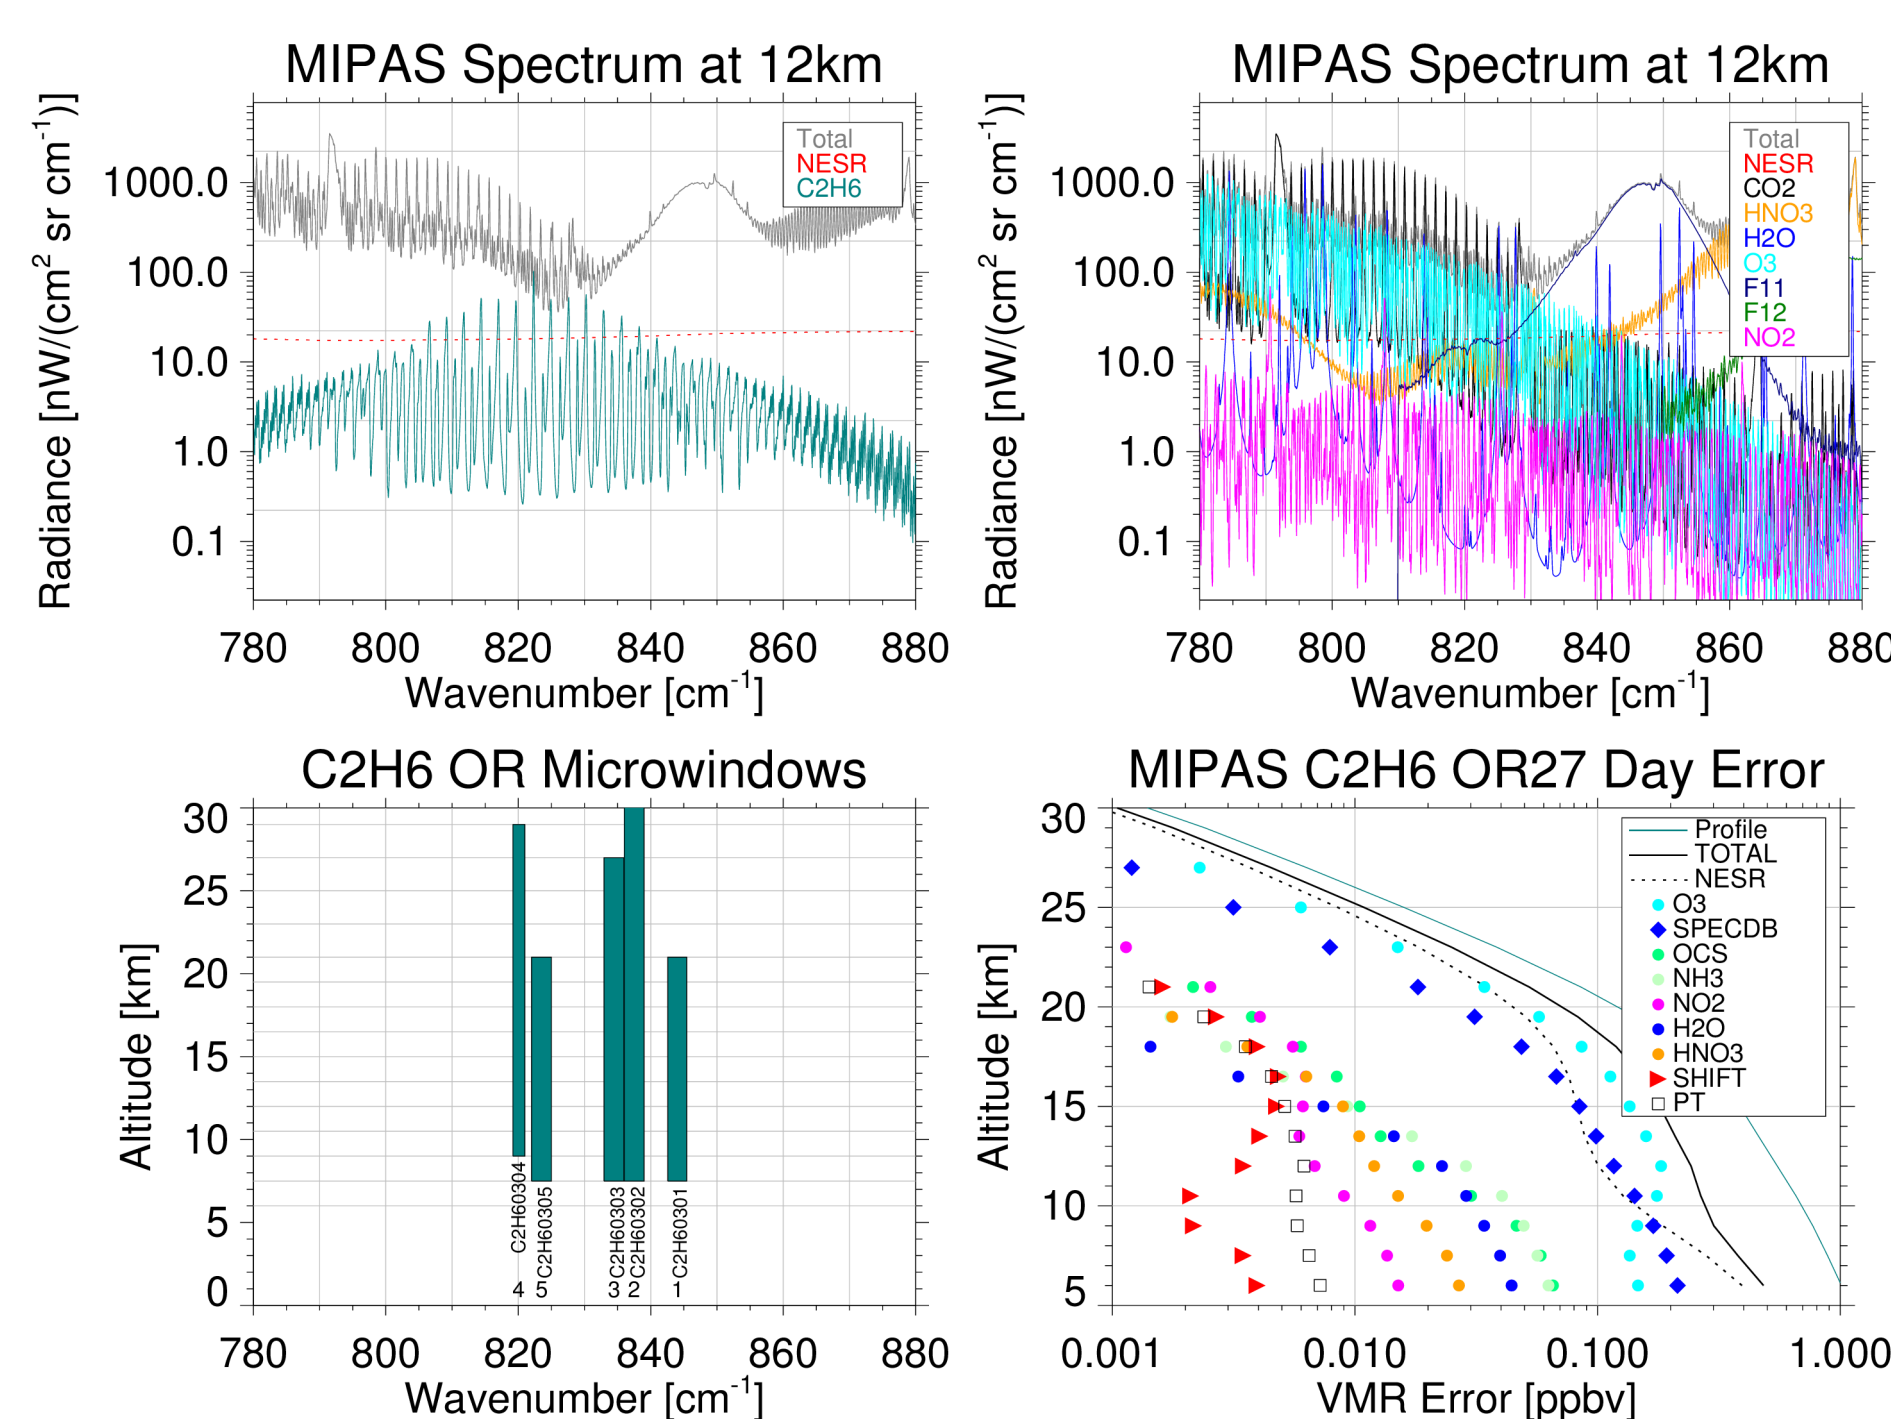 MIPAS Spectrum at 12km
Radiance [nW/(cm2 sr cm-1)]
1000.0
100.0
10.0
1.0
0.1
Total
NESR
C2H6
780 800 820 840 860 880
Wavenumber [cm-1]
MIPAS Spectrum at 12km
Radiance [nW/(cm2 sr cm-1)]
1000.0
100.0
10.0
1.0
0.1
Total
NESR
CO2
HNO3
H2O
O3
F11
F12
NO2
780 800 820 840 860 880
Wavenumber [cm-1]
C2H6 OR Microwindows
Altitude [km]
30
25
20
15
10
5
0
C2H60304
C2H60305
C2H60303
C2H60302
C2H60301
4 5 3 2 1
780 800 820 840 860 880
Wavenumber [cm-1]
MIPAS C2H6 OR27 Day Error
Altitude [km]
30
25
20
15
10
5
Profile
TOTAL
NESR
O3
SPECDB
OCS
NH3
NO2
H2O
HNO3
SHIFT
PT
0.001 0.010 0.100 1.000
VMR Error [ppbv]